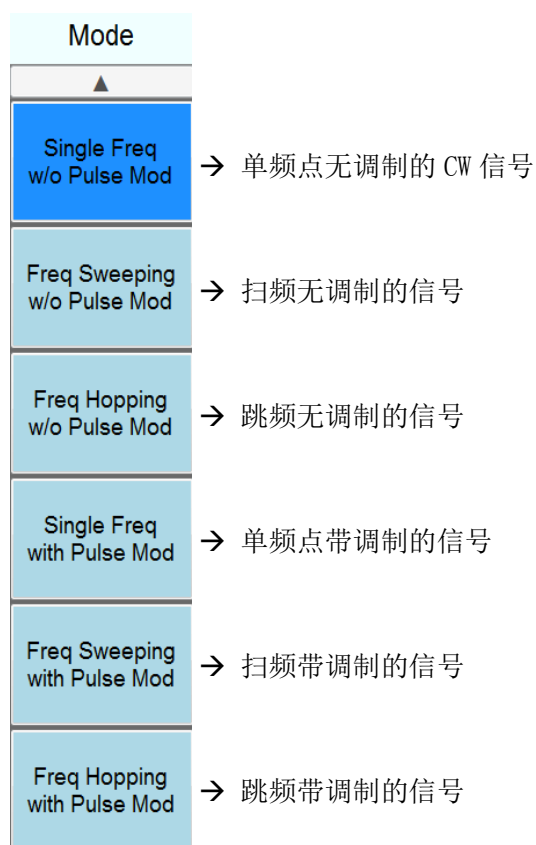 Mode
▲
Single Freq
w/o Pulse Mod
→ 单频点无调制的 CW 信号
Freq Sweeping
w/o Pulse Mod
→ 扫频无调制的信号
Freq Hopping
w/o Pulse Mod
→ 跳频无调制的信号
Single Freq
with Pulse Mod
→ 单频点带调制的信号
Freq Sweeping
with Pulse Mod
→ 扫频带调制的信号
Freq Hopping
with Pulse Mod
→ 跳频带调制的信号